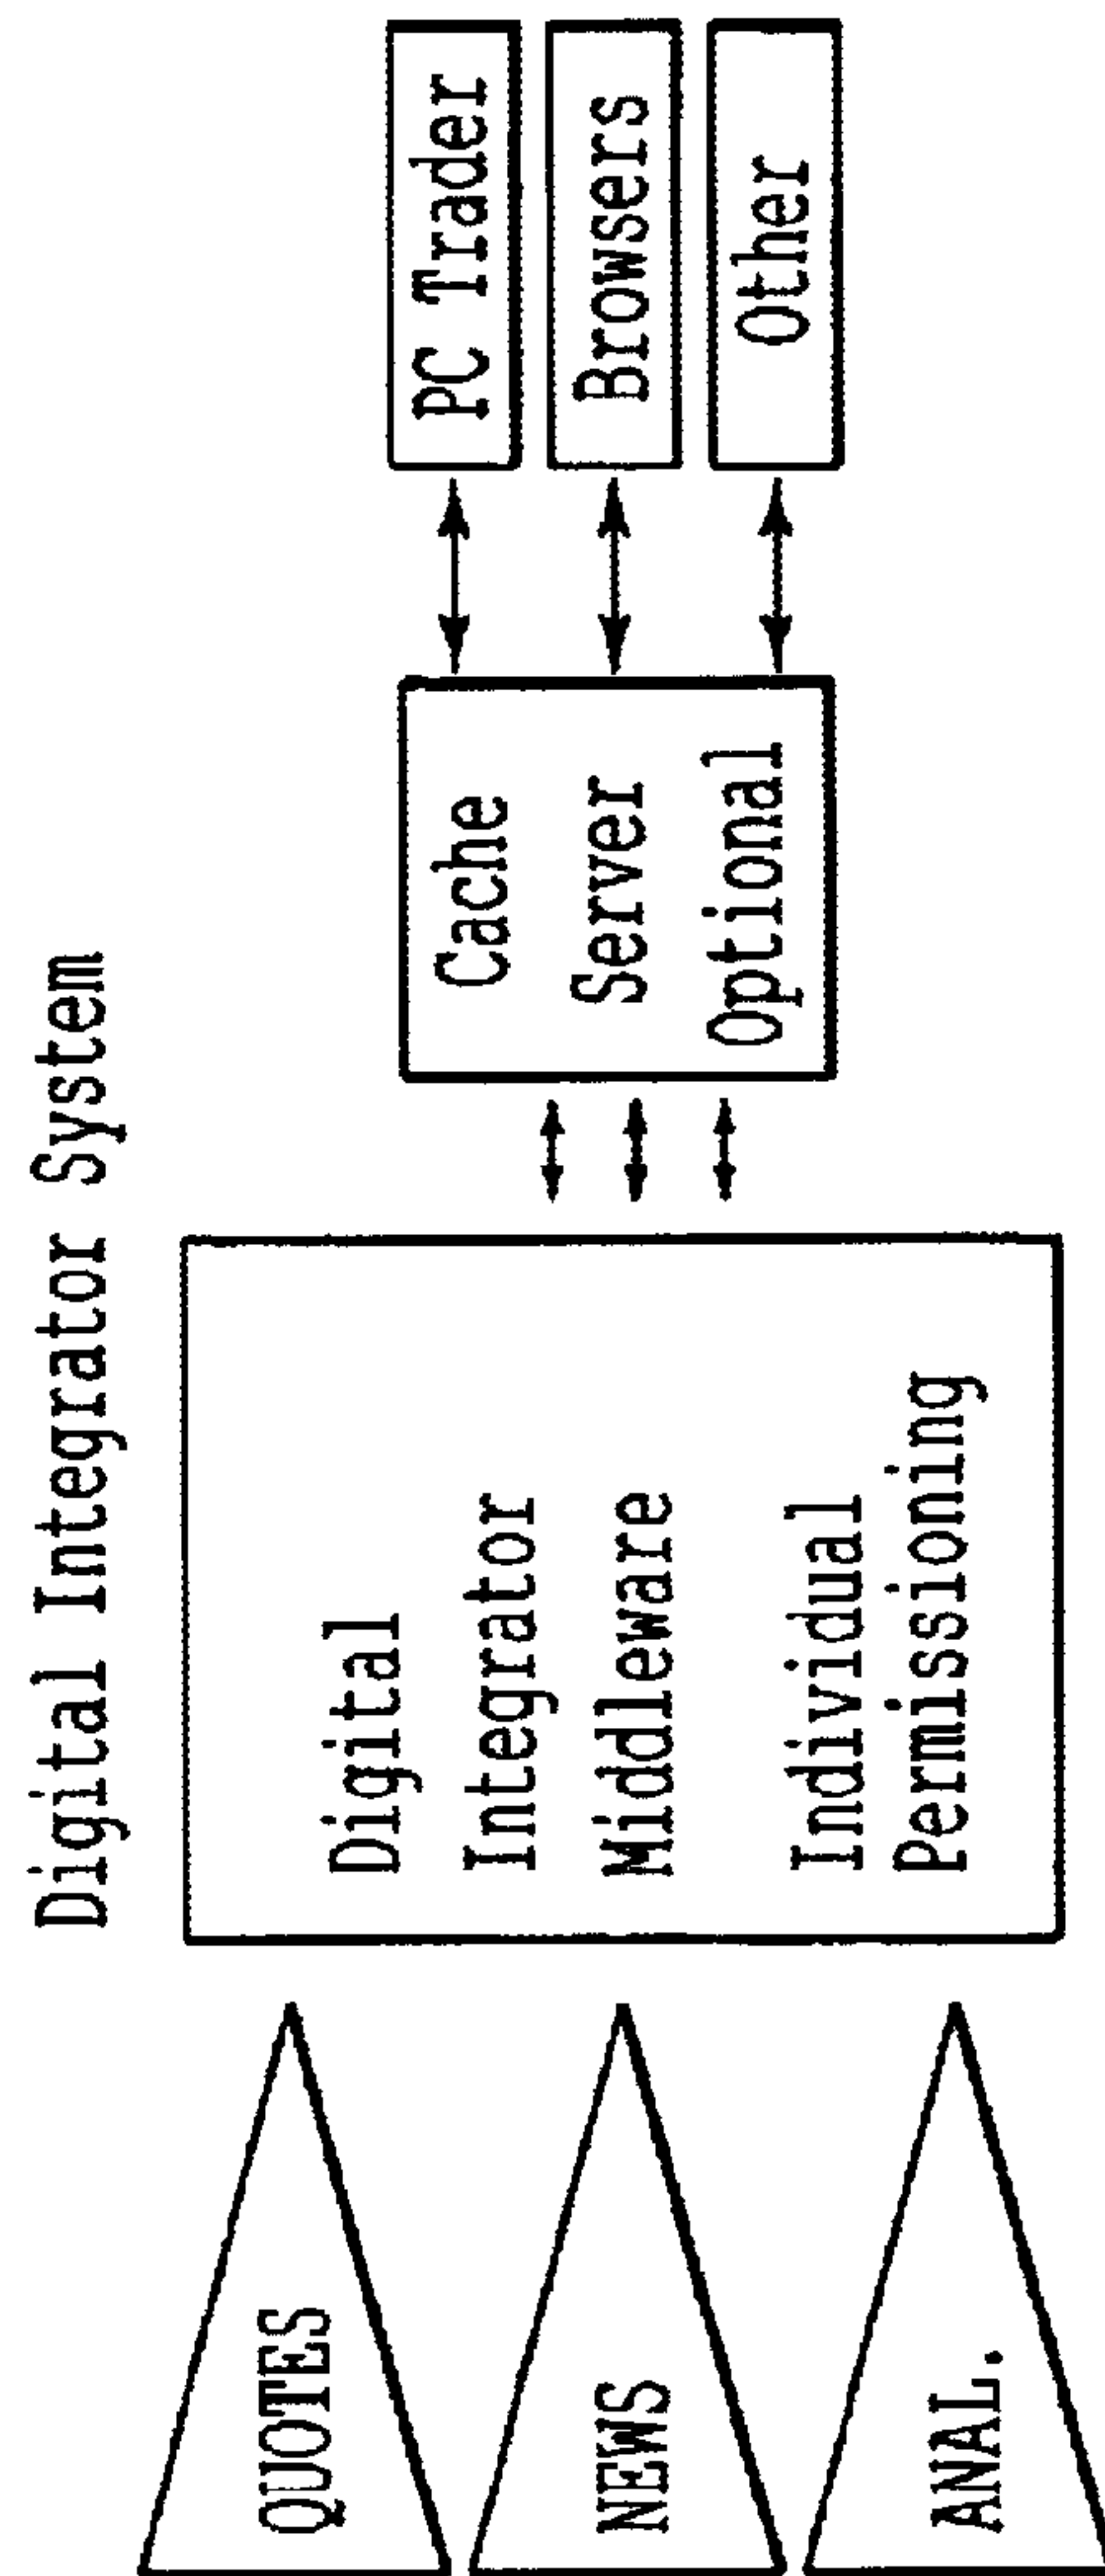 Digital Integrator System
QUOTES
NEWS
ANAL.
Digital
Integrator
Middleware
Individual
Permissioning
Cache
Server
Optional
PC Trader
Browsers
Other